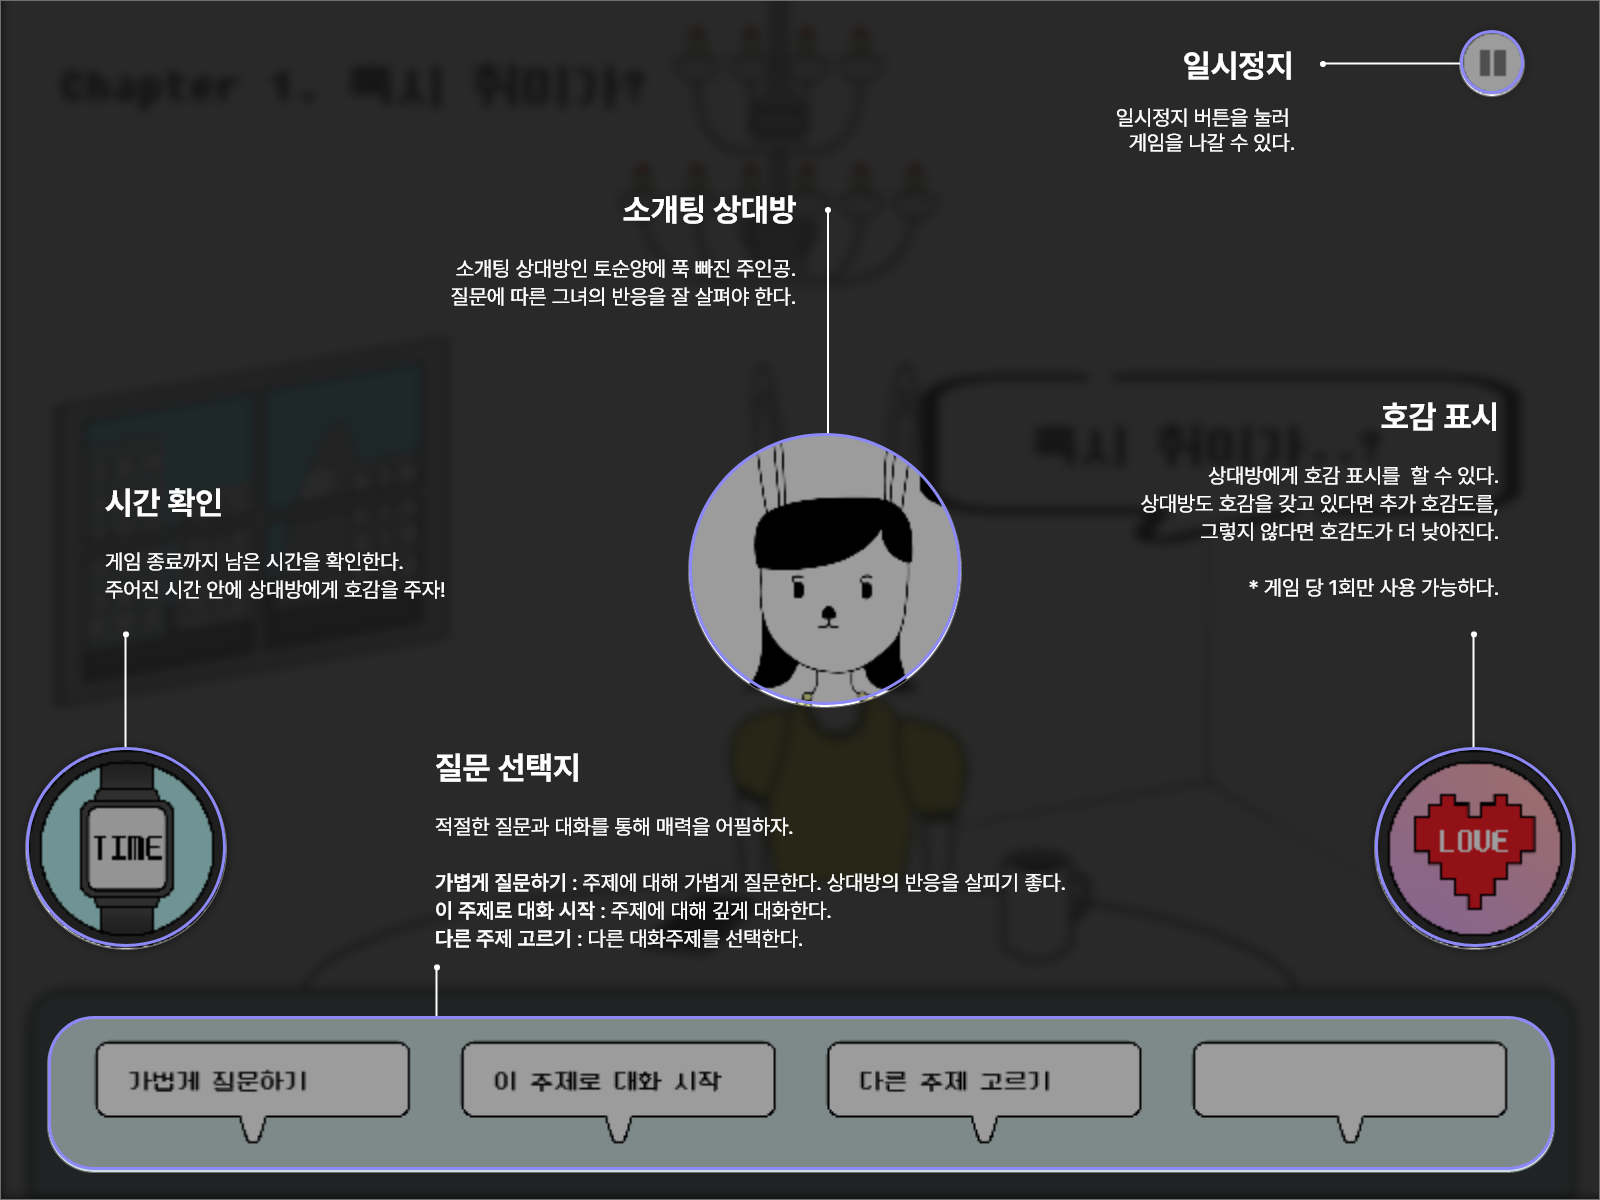 Chapter 1. 혹시 취미가?
일시정지
일시정지 버튼을 눌러
게임을 나갈 수 있다.
소개팅 상대방
소개팅 상대방인 토순양에 푹 빠진 주인공.
질문에 따른 그녀의 반응을 잘 살펴야 한다.
혹시 취미가..?
호감 표시
상대방에게 호감 표시를 할 수 있다.
상대방도 호감을 갖고 있다면 추가 호감도를,
그렇지 않다면 호감도가 더 낮아진다.
* 게임 당 1회만 사용 가능하다.
시간 확인
게임 종료까지 남은 시간을 확인한다.
주어진 시간 안에 상대방에게 호감을 주자!
TIME
LOVE
질문 선택지
적절한 질문과 대화를 통해 매력을 어필하자.
가볍게 질문하기 : 주제에 대해 가볍게 질문한다. 상대방의 반응을 살피기 좋다.
이 주제로 대화 시작 : 주제에 대해 깊게 대화한다.
다른 주제 고르기 : 다른 대화주제를 선택한다.
가볍게 질문하기
이 주제로 대화 시작
다른 주제 고르기